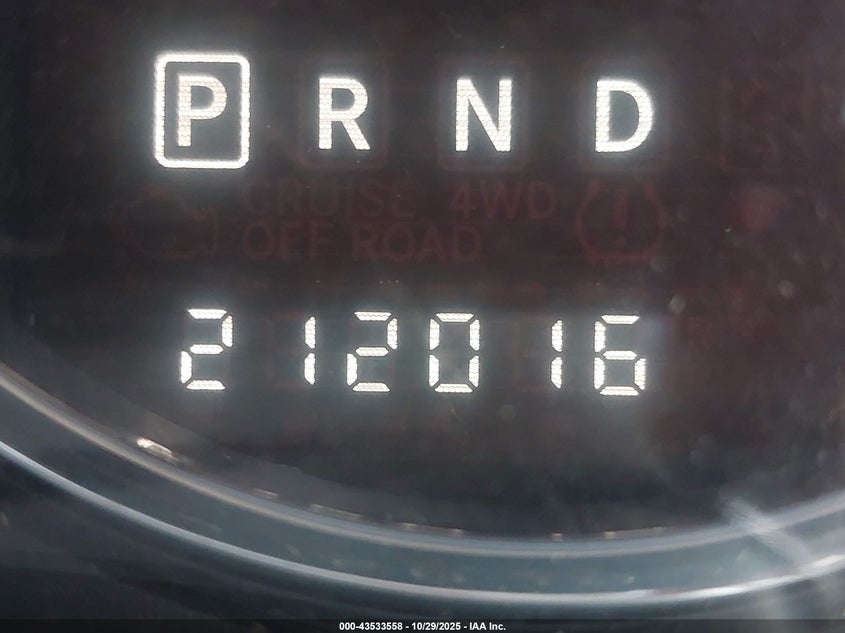 P R N D
CRUISE 4WD
OFF ROAD
212016
000-43533558 - 10/29/2025 - IAA Inc.